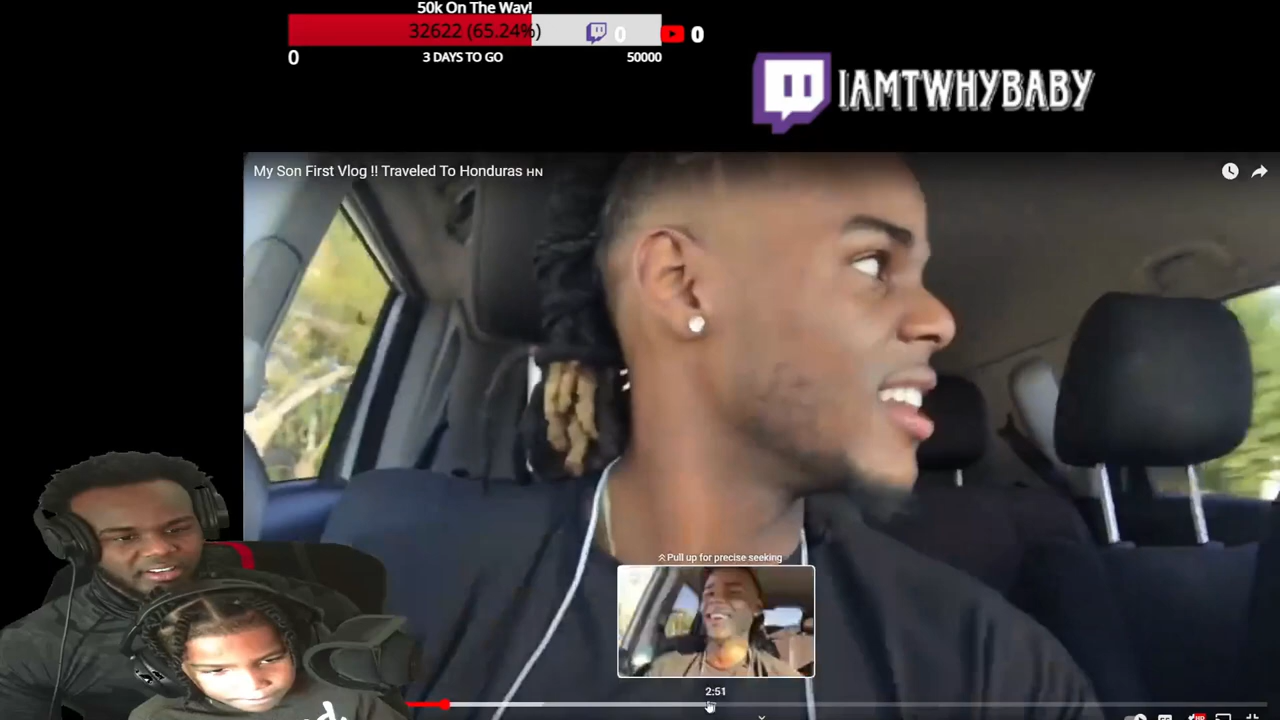 50k On The Way!
32622 (65.24%)
0
0
0
3 DAYS TO GO
50000
IAMTWHYBABY
My Son First Vlog !! Traveled To Honduras HN
Pull up for precise seeking
2:51